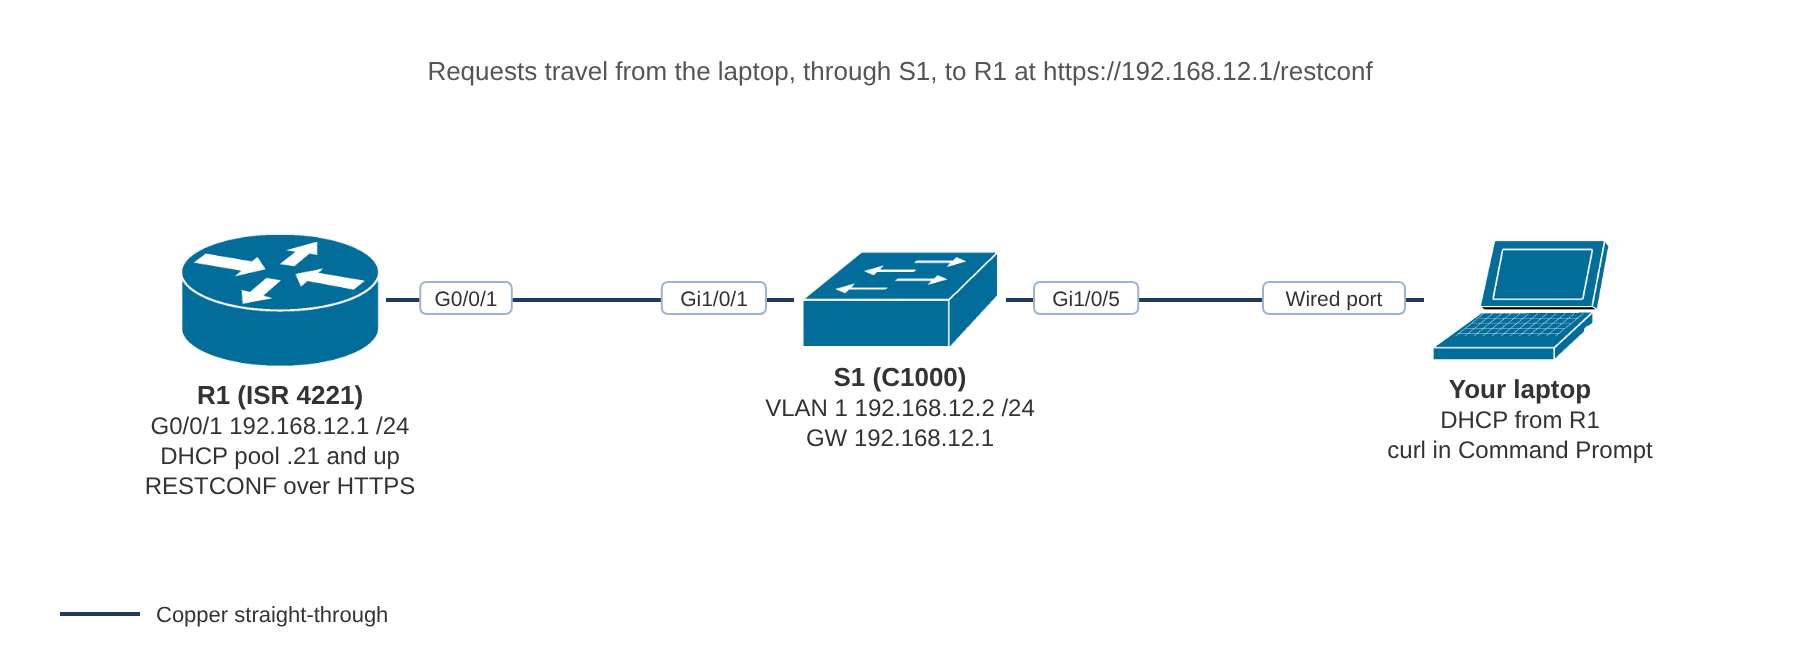 Requests travel from the laptop, through S1, to R1 at https://192.168.12.1/restconf
G0/0/1
Gi1/0/1
Gi1/0/5
Wired port
R1 (ISR 4221)
G0/0/1 192.168.12.1 /24
DHCP pool .21 and up
RESTCONF over HTTPS
S1 (C1000)
VLAN 1 192.168.12.2 /24
GW 192.168.12.1
Your laptop
DHCP from R1
curl in Command Prompt
Copper straight-through